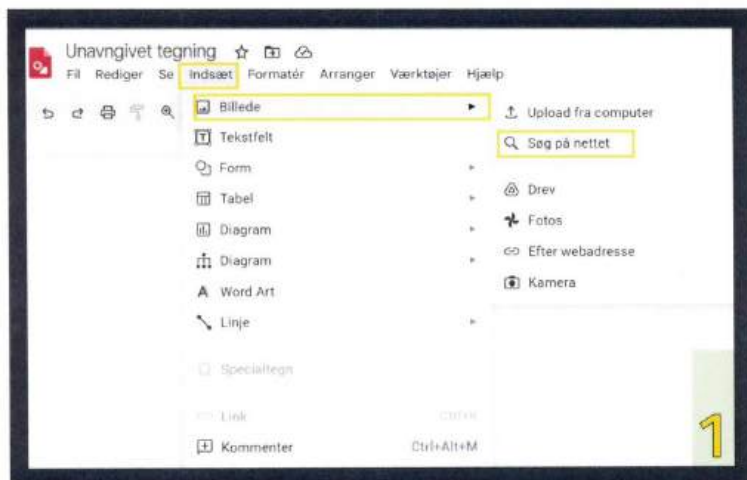 Unavngivet tegning
Fil Rediger Se Indsæt Formatér Arranger Værktøjer Hjælp
Billede
Tekstfelt
Form
Tabel
Diagram
Diagram
Word Art
Linje
Specialtegn
Link
Kommenter Ctrl+Alt+M
Upload fra computer
Søg på nettet
Drev
Fotos
Efter webadresse
Kamera
1